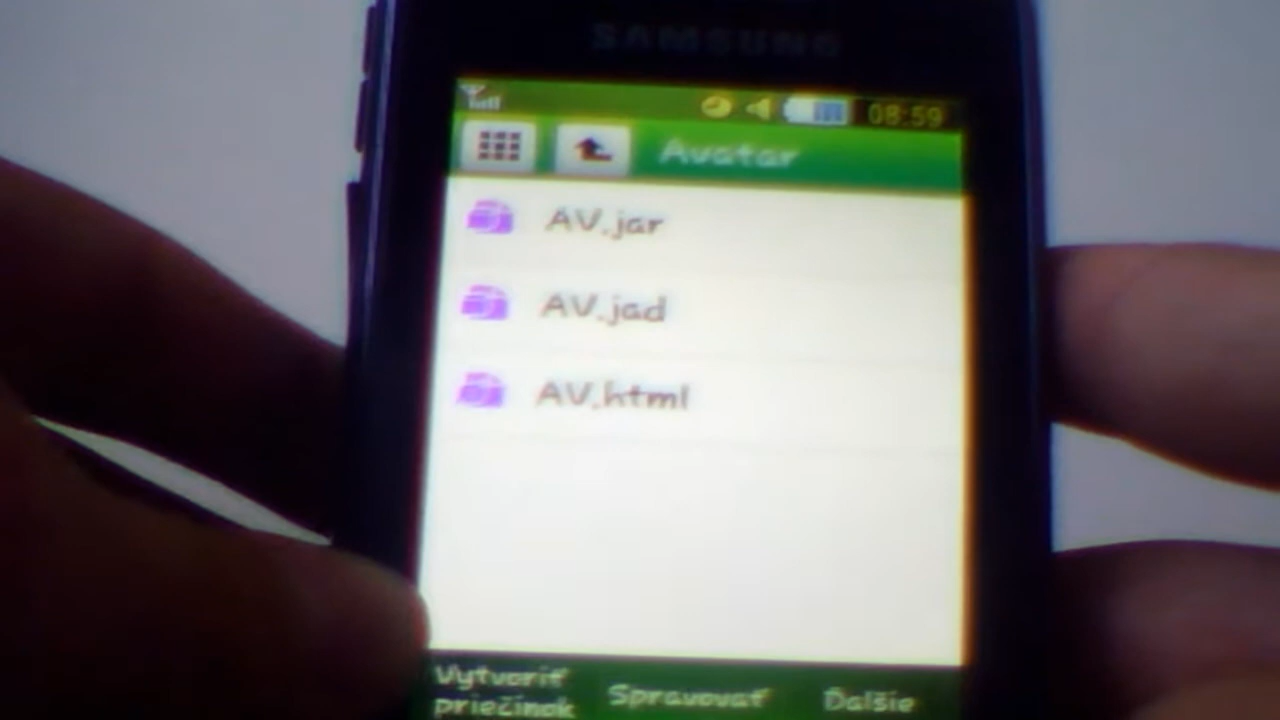 SAMSUNG
08:59
Avatar
AV.jar
AV.jad
AV.html
Vytvoriť
priečinok
Spravovať
Ďalšie